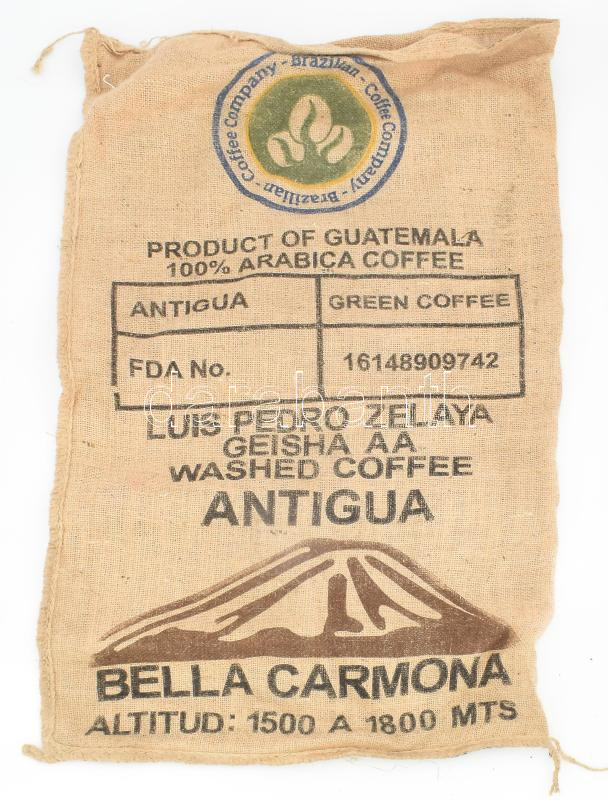 Coffee Company - Brazilian - Coffee Company - Brazilian -
PRODUCT OF GUATEMALA
100% ARABICA COFFEE
ANTIGUA GREEN COFFEE
FDA No. 16148909742
darabanth
LUIS PEDRO ZELAYA
GEISHA AA
WASHED COFFEE
ANTIGUA
BELLA CARMONA
ALTITUD: 1500 A 1800 MTS